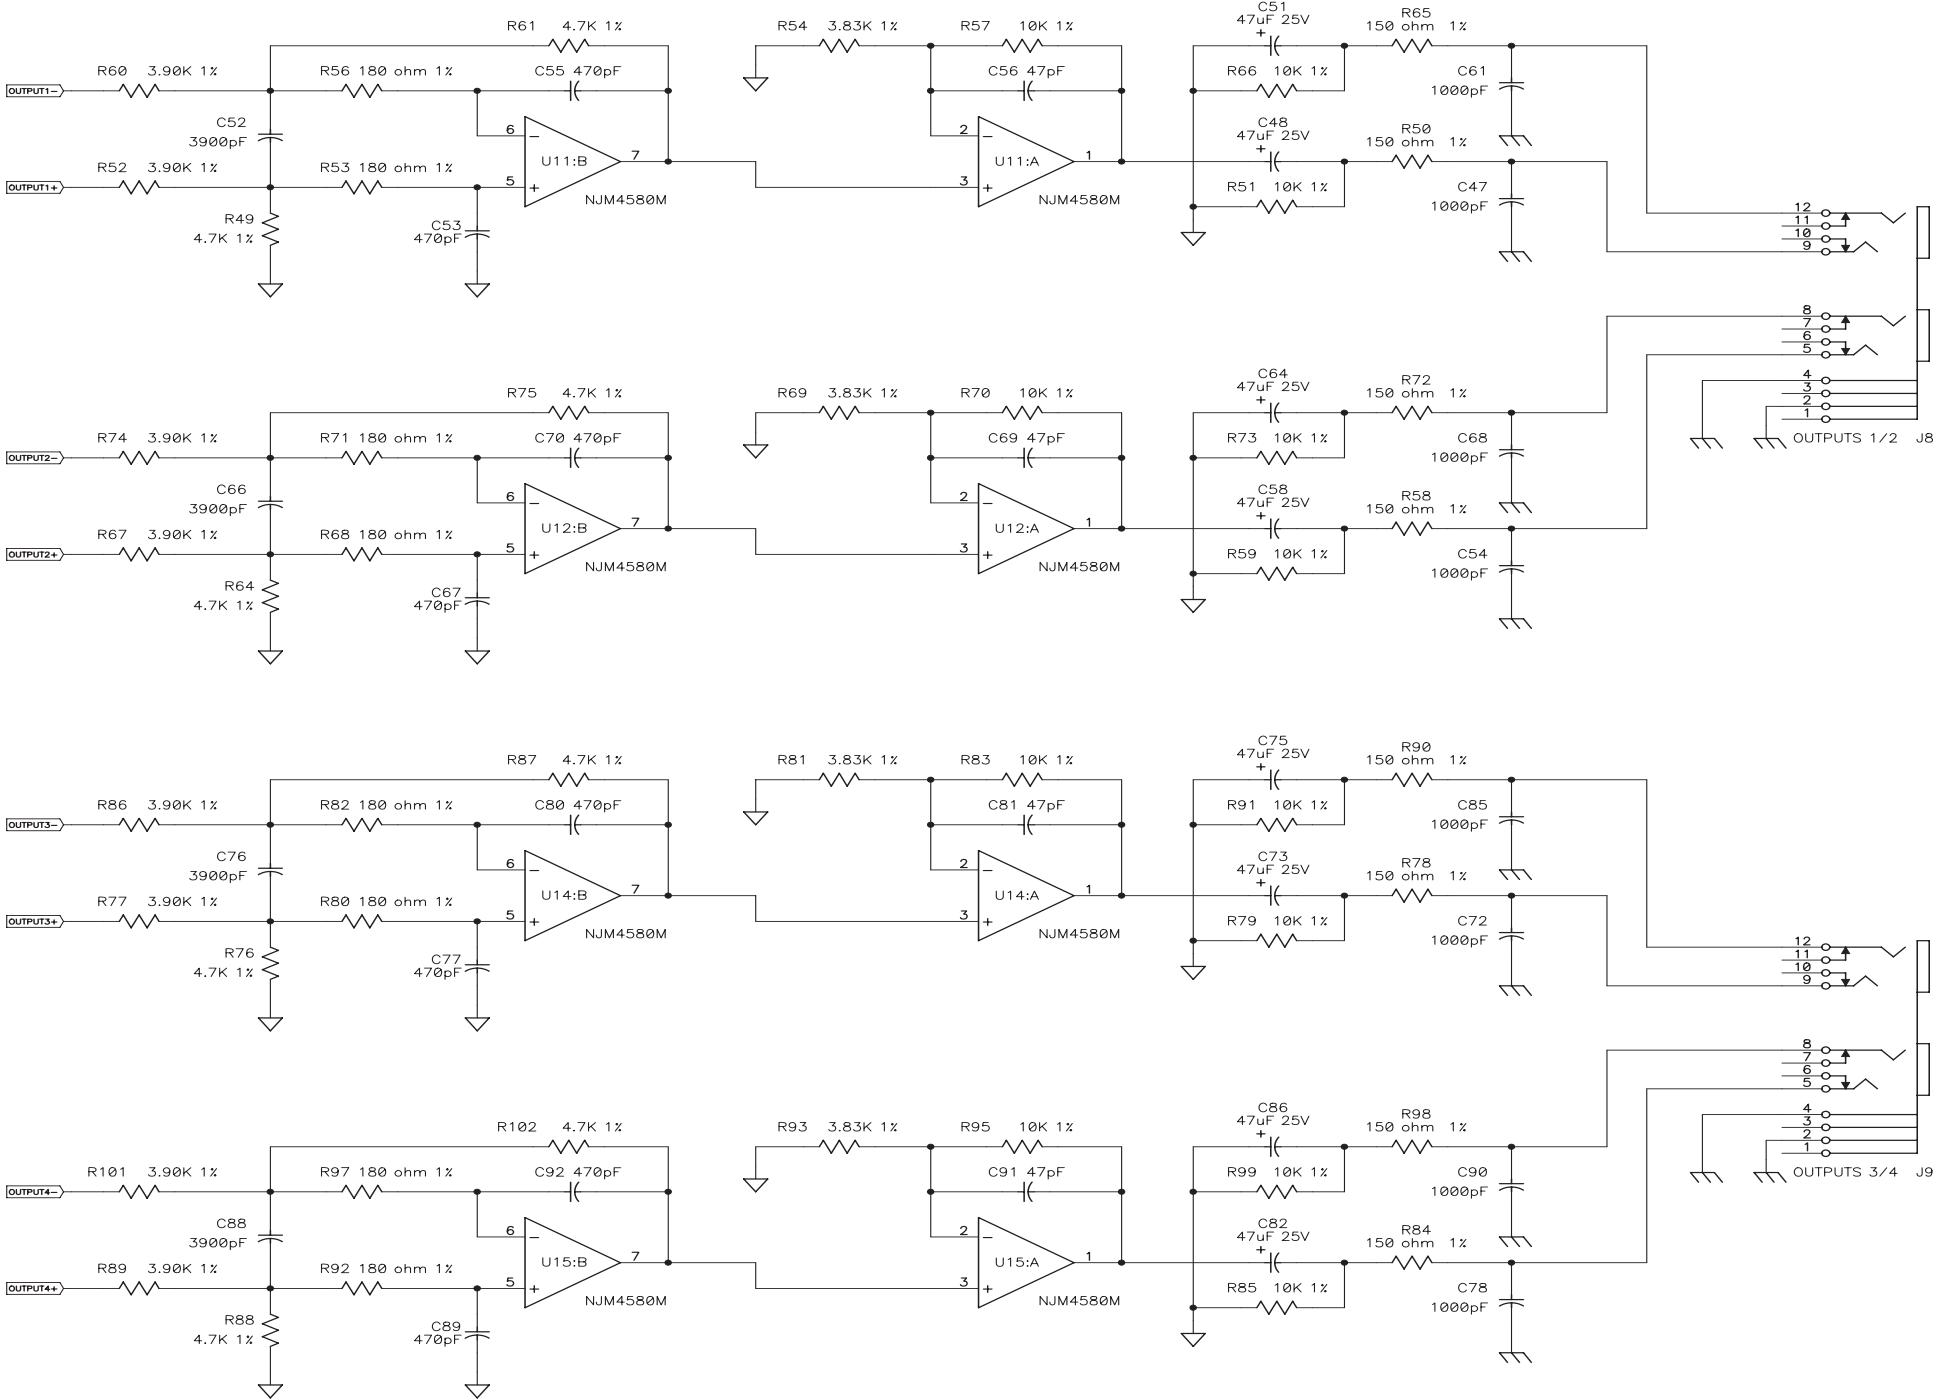 R61 4.7K 1%
R54 3.83K 1%
R57 10K 1%
C51
47uF 25V
+
R65
150 ohm 1%
R60 3.90K 1%
R56 180 ohm 1%
C55 470pF
C56 47pF
R66 10K 1%
C61
1000pF
OUTPUT1-
C52
3900pF
6 -
U11:B
7
2 -
U11:A
1
C48
47uF 25V
+
R50
150 ohm 1%
R52 3.90K 1%
R53 180 ohm 1%
5 +
3 +
R51 10K 1%
C47
1000pF
OUTPUT1+
NJM4580M
NJM4580M
R49
4.7K 1%
C53
470pF
12
11
10
9
8
7
6
5
4
3
2
1
OUTPUTS 1/2 J8
R75 4.7K 1%
R69 3.83K 1%
R70 10K 1%
C64
47uF 25V
+
R72
150 ohm 1%
R74 3.90K 1%
R71 180 ohm 1%
C70 470pF
C69 47pF
R73 10K 1%
C68
1000pF
OUTPUT2-
C66
3900pF
6 -
U12:B
7
2 -
U12:A
1
C58
47uF 25V
+
R58
150 ohm 1%
R67 3.90K 1%
R68 180 ohm 1%
5 +
3 +
R59 10K 1%
C54
1000pF
OUTPUT2+
NJM4580M
NJM4580M
R64
4.7K 1%
C67
470pF
R87 4.7K 1%
R81 3.83K 1%
R83 10K 1%
C75
47uF 25V
+
R90
150 ohm 1%
R86 3.90K 1%
R82 180 ohm 1%
C80 470pF
C81 47pF
R91 10K 1%
C85
1000pF
OUTPUT3-
C76
3900pF
6 -
U14:B
7
2 -
U14:A
1
C73
47uF 25V
+
R78
150 ohm 1%
R77 3.90K 1%
R80 180 ohm 1%
5 +
3 +
R79 10K 1%
C72
1000pF
OUTPUT3+
NJM4580M
NJM4580M
R76
4.7K 1%
C77
470pF
12
11
10
9
8
7
6
5
4
3
2
1
OUTPUTS 3/4 J9
R102 4.7K 1%
R93 3.83K 1%
R95 10K 1%
C86
47uF 25V
+
R98
150 ohm 1%
R101 3.90K 1%
R97 180 ohm 1%
C92 470pF
C91 47pF
R99 10K 1%
C90
1000pF
OUTPUT4-
C88
3900pF
6 -
U15:B
7
2 -
U15:A
1
C82
47uF 25V
+
R84
150 ohm 1%
R89 3.90K 1%
R92 180 ohm 1%
5 +
3 +
R85 10K 1%
C78
1000pF
OUTPUT4+
NJM4580M
NJM4580M
R88
4.7K 1%
C89
470pF